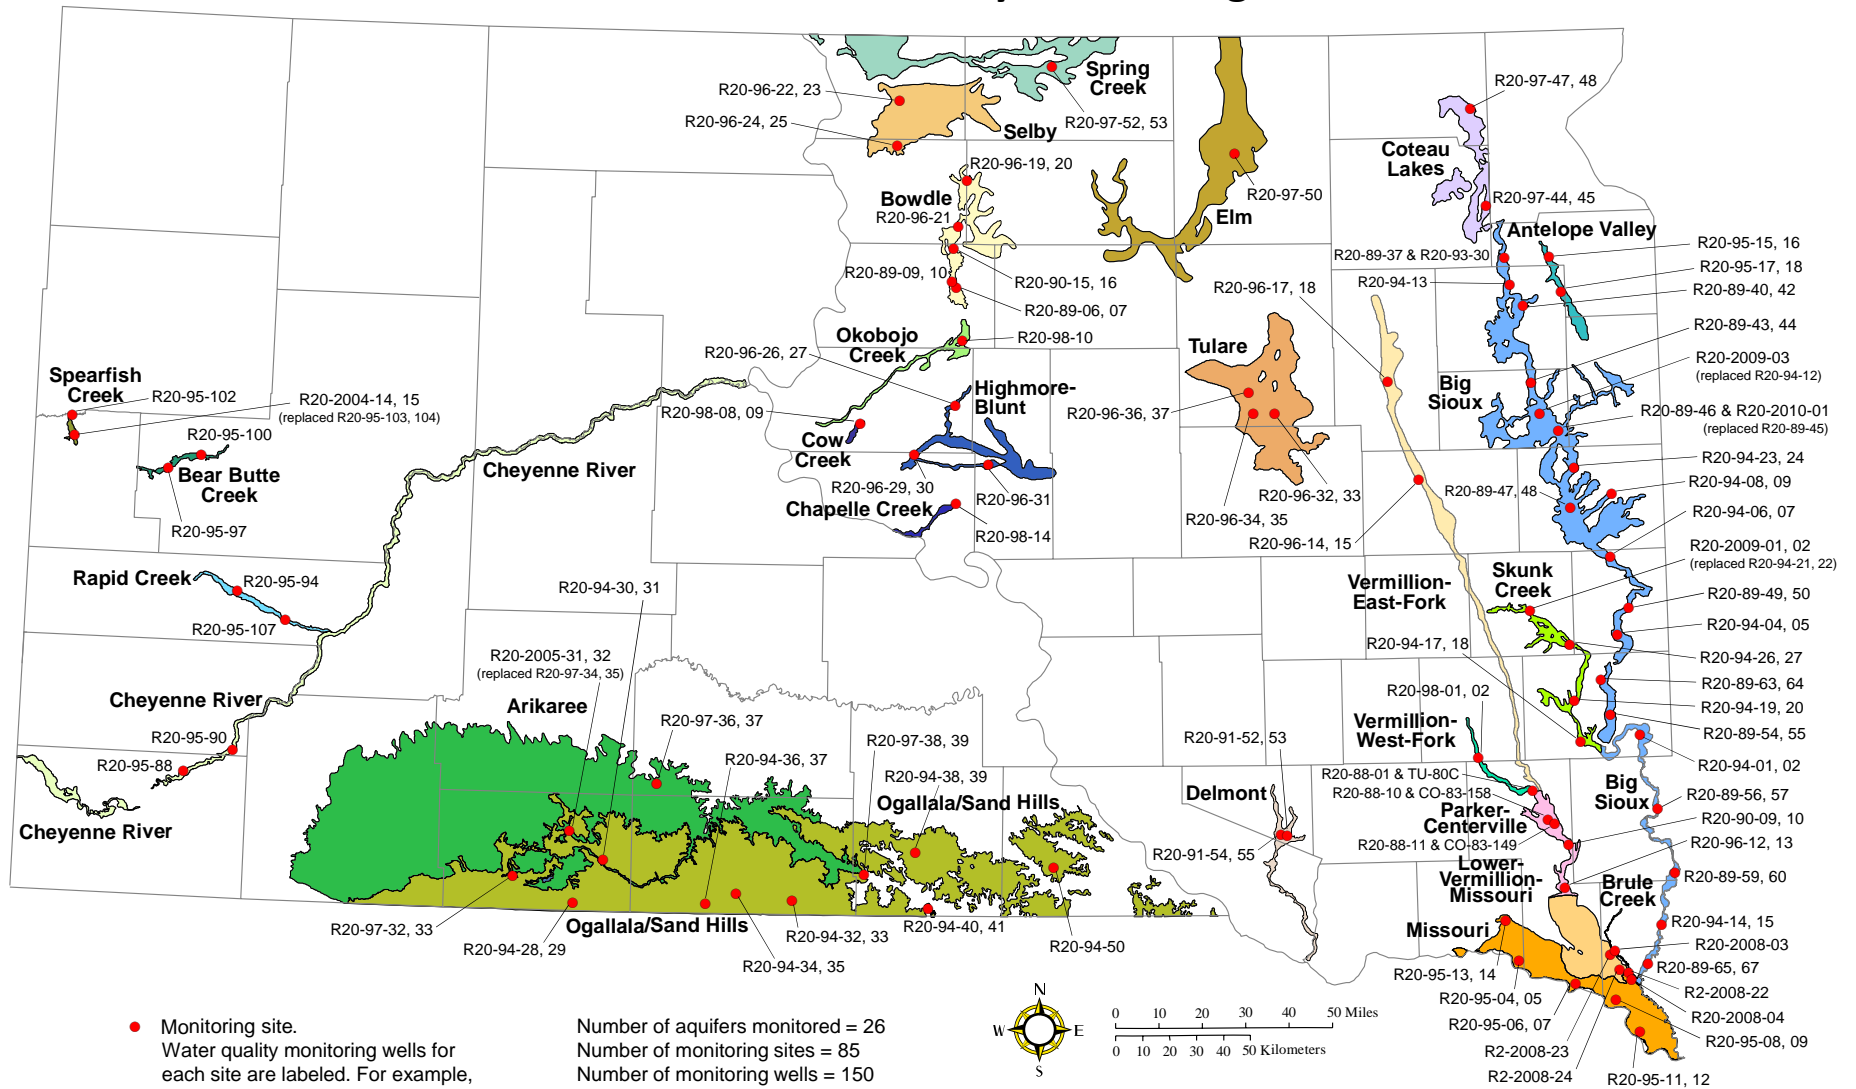 Spring
Creek
R20-96-22, 23
R20-96-24, 25
R20-97-52, 53
Selby
R20-97-47, 48
Coteau
Lakes
R20-96-19, 20
Bowdle
R20-96-21
R20-97-50
Elm
R20-97-44, 45
Antelope Valley
R20-89-37 & R20-93-30
R20-95-15, 16
R20-95-17, 18
R20-89-40, 42
R20-94-13
R20-89-09, 10
R20-90-15, 16
R20-89-06, 07
R20-96-17, 18
R20-89-43, 44
Okobojo
Creek
R20-98-10
Tulare
R20-96-26, 27
R20-2009-03
(replaced R20-94-12)
Spearfish
Creek
R20-95-102
R20-2004-14, 15
(replaced R20-95-103, 104)
Highmore-
Blunt
Big
Sioux
R20-98-08, 09
R20-96-36, 37
R20-89-46 & R20-2010-01
(replaced R20-89-45)
R20-95-100
Cow
Creek
Bear Butte
Creek
Cheyenne River
R20-96-29, 30
R20-96-31
R20-94-23, 24
R20-94-08, 09
R20-89-47, 48
R20-96-32, 33
Chapelle Creek
R20-96-34, 35
R20-94-06, 07
R20-95-97
R20-98-14
R20-96-14, 15
R20-2009-01, 02
(replaced R20-94-21, 22)
Rapid Creek
R20-95-94
R20-94-30, 31
Vermillion-
East-Fork
Skunk
Creek
R20-89-49, 50
R20-95-107
R20-94-04, 05
R20-94-17, 18
R20-2005-31, 32
(replaced R20-97-34, 35)
R20-94-26, 27
R20-89-63, 64
Cheyenne River
Arikaree
R20-98-01, 02
R20-94-19, 20
R20-97-36, 37
Vermillion-
West-Fork
R20-89-54, 55
R20-95-90
R20-97-38, 39
R20-91-52, 53
R20-94-36, 37
R20-95-88
R20-94-38, 39
R20-94-01, 02
R20-88-01 & TU-80C
R20-88-10 & CO-83-158
Big
Sioux
Delmont
Ogallala/Sand Hills
R20-89-56, 57
Parker-
Centerville
R20-90-09, 10
Cheyenne River
R20-88-11 & CO-83-149
R20-96-12, 13
R20-91-54, 55
Lower-
Vermillion-
Missouri
R20-89-59, 60
Brule
Creek
R20-97-32, 33
R20-94-28, 29
Ogallala/Sand Hills
R20-94-32, 33
R20-94-40, 41
R20-94-50
R20-94-34, 35
Missouri
R20-94-14, 15
R20-2008-03
R20-89-65, 67
R20-95-13, 14
R2-2008-22
R20-95-04, 05
R20-2008-04
R20-95-06, 07
R20-95-08, 09
R2-2008-23
R2-2008-24
R20-95-11, 12
Monitoring site.
Water quality monitoring wells for
each site are labeled. For example,
Number of aquifers monitored = 26
Number of monitoring sites = 85
Number of monitoring wells = 150
N
W E
S
0 10 20 30 40 50 Miles
0 10 20 30 40 50 Kilometers